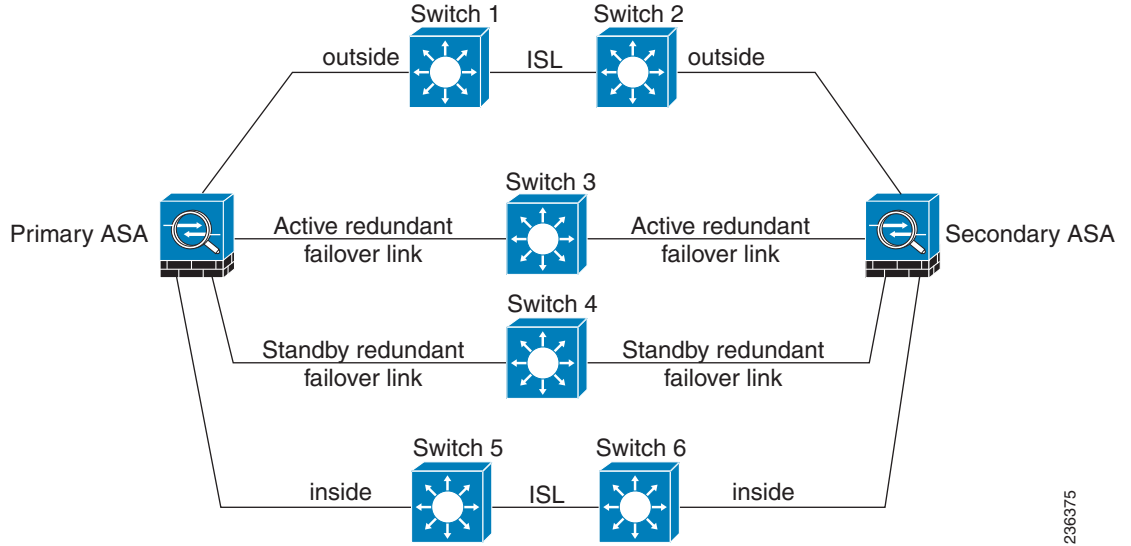 Switch 1
Switch 2
outside
ISL
outside
Switch 3
Primary ASA
Active redundant
failover link
Active redundant
failover link
Secondary ASA
Switch 4
Standby redundant
failover link
Standby redundant
failover link
Switch 5
Switch 6
inside
ISL
inside
236375